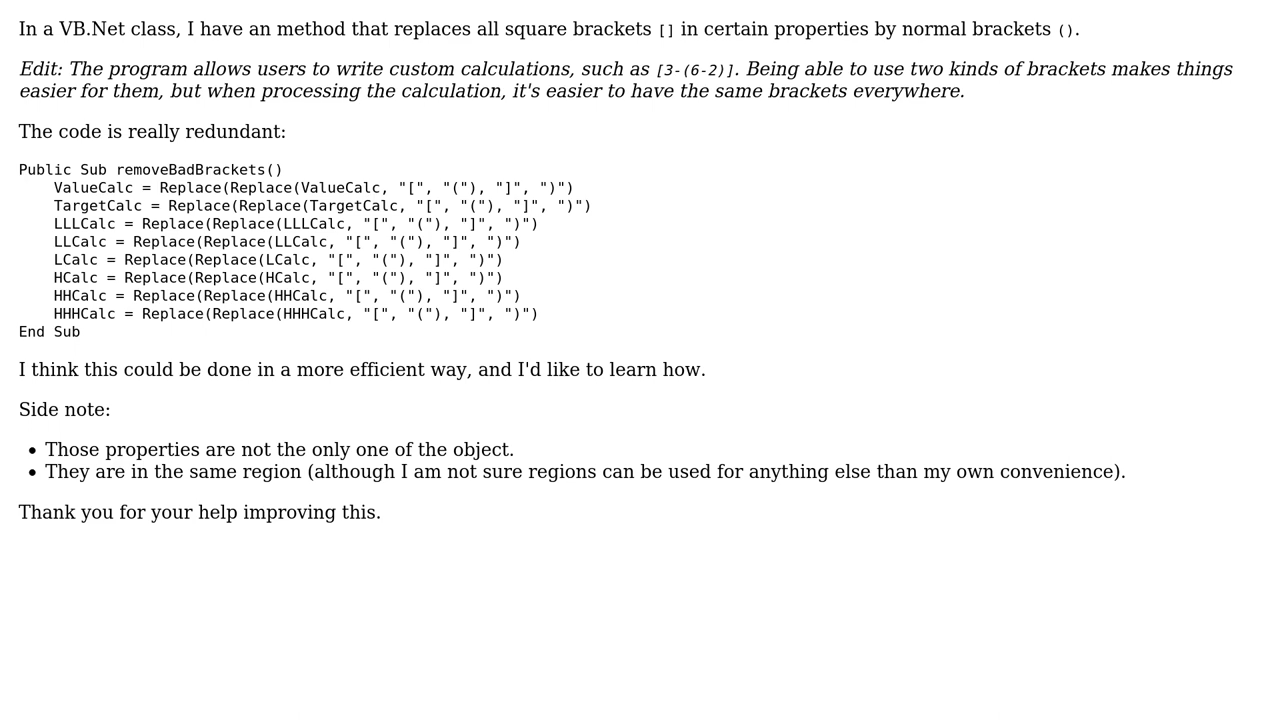 In a VB.Net class, I have an method that replaces all square brackets [] in certain properties by normal brackets ().
Edit: The program allows users to write custom calculations, such as [3-(6-2)]. Being able to use two kinds of brackets makes things
easier for them, but when processing the calculation, it's easier to have the same brackets everywhere.
The code is really redundant:
Public Sub removeBadBrackets()
    ValueCalc = Replace(Replace(ValueCalc, "[", "("), "]", ")")
    TargetCalc = Replace(Replace(TargetCalc, "[", "("), "]", ")")
    LLLCalc = Replace(Replace(LLLCalc, "[", "("), "]", ")")
    LLCalc = Replace(Replace(LLCalc, "[", "("), "]", ")")
    LCalc = Replace(Replace(LCalc, "[", "("), "]", ")")
    HCalc = Replace(Replace(HCalc, "[", "("), "]", ")")
    HHCalc = Replace(Replace(HHCalc, "[", "("), "]", ")")
    HHHCalc = Replace(Replace(HHHCalc, "[", "("), "]", ")")
End Sub
I think this could be done in a more efficient way, and I'd like to learn how.
Side note:
• Those properties are not the only one of the object.
• They are in the same region (although I am not sure regions can be used for anything else than my own convenience).
Thank you for your help improving this.